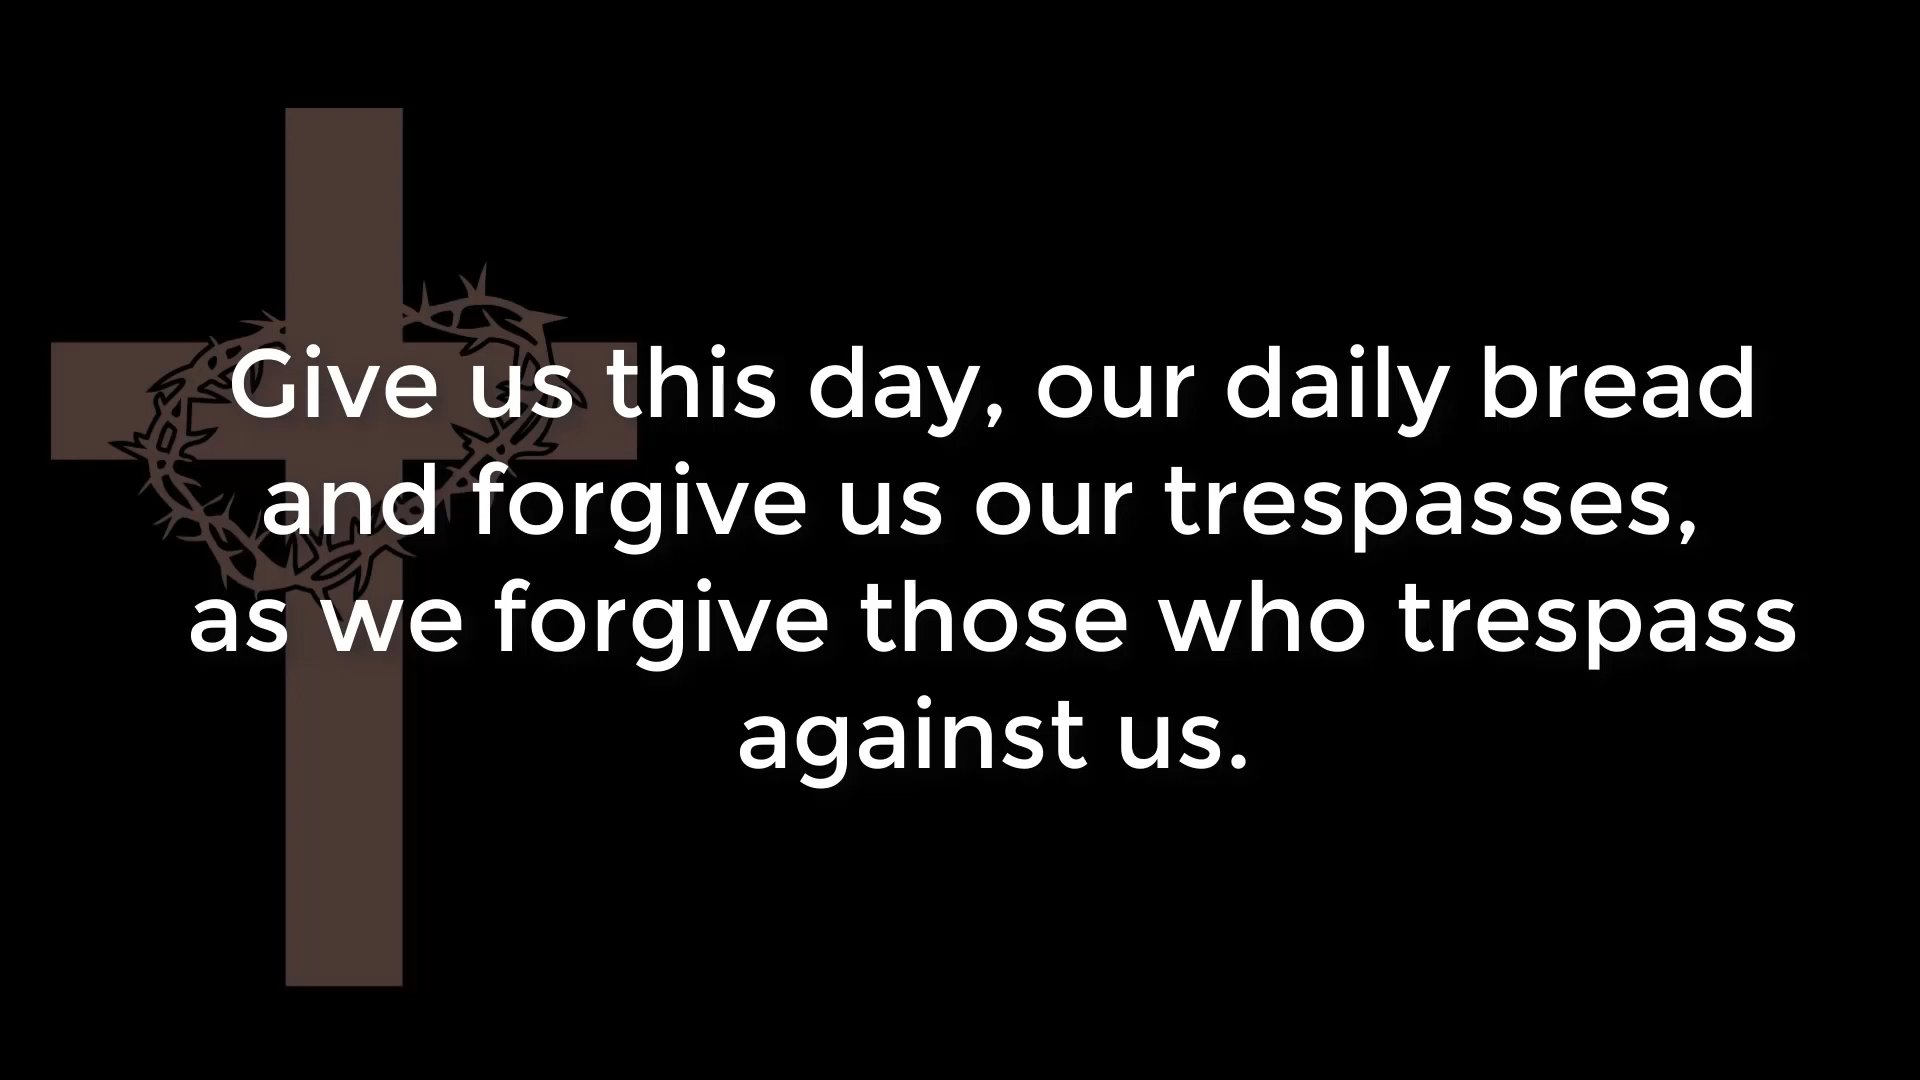 Give us this day, our daily bread
and forgive us our trespasses,
as we forgive those who trespass
against us.